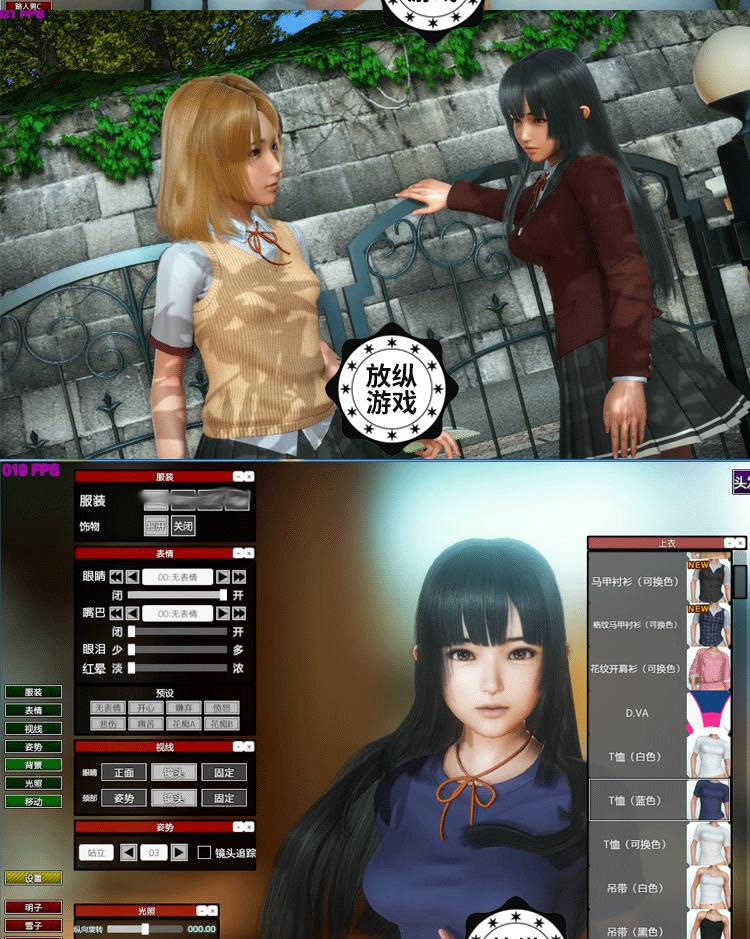 路人男C
放纵
游戏
019 FPS
服装
服装
饰物
打开
关闭
表情
眼睛
00:无表情
闭
开
嘴巴
00:无表情
闭
开
眼泪 少
多
红晕 淡
浓
预设
无表情 开心 嫌弃 愤怒
悲伤 痛苦 花痴A 花痴B
视线
眼睛 正面 镜头 固定
颈部 姿势 镜头 固定
姿势
站立
03
镜头追踪
光照
纵向旋转
000.00
服装
表情
视线
姿势
背景
光照
移动
设置
明子
雪子
上衣
NEW
马甲衬衫（可换色）
NEW
格纹马甲衬衫（可换色）
花纹开肩衫（可换色）
D.VA
T恤（白色）
T恤（蓝色）
T恤（可换色）
吊带（白色）
吊带（黑色）